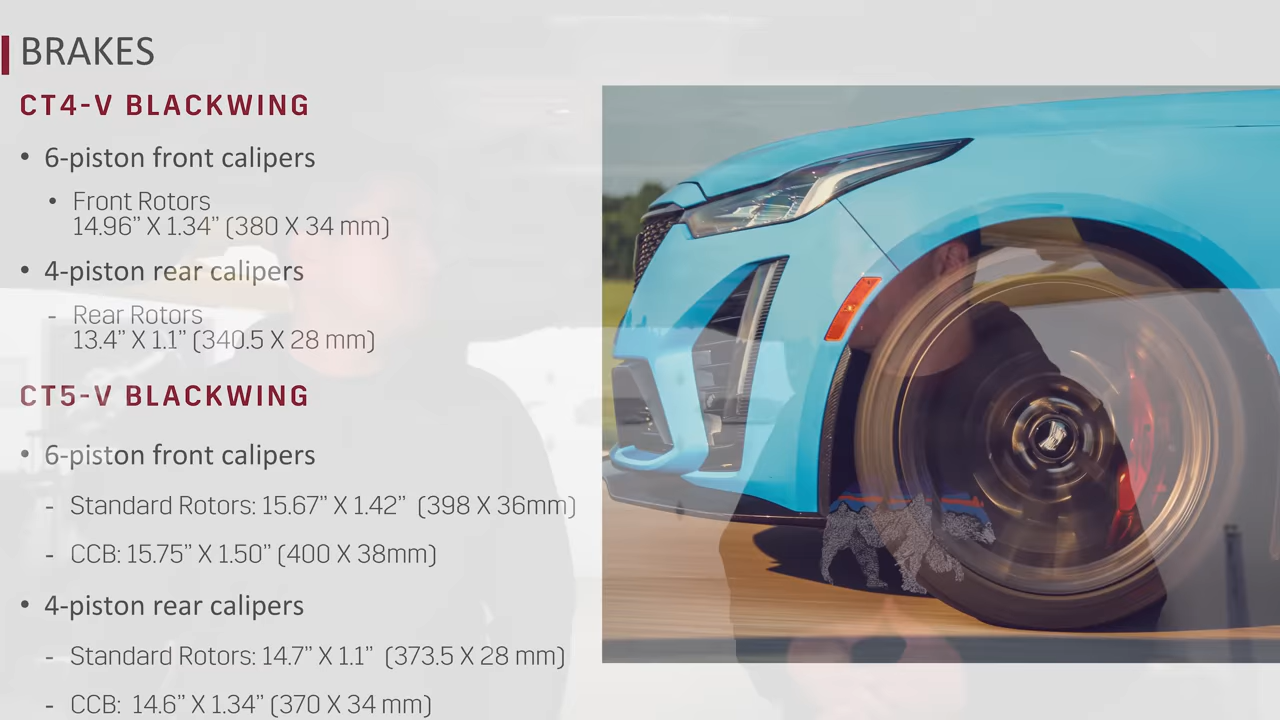 BRAKES
CT4-V BLACKWING
• 6-piston front calipers
• Front Rotors
14.96” X 1.34” (380 X 34 mm)
• 4-piston rear calipers
- Rear Rotors
13.4” X 1.1” (340.5 X 28 mm)
CT5-V BLACKWING
• 6-piston front calipers
- Standard Rotors: 15.67” X 1.42” (398 X 36mm)
- CCB: 15.75” X 1.50” (400 X 38mm)
• 4-piston rear calipers
- Standard Rotors: 14.7” X 1.1” (373.5 X 28 mm)
- CCB: 14.6” X 1.34” (370 X 34 mm)